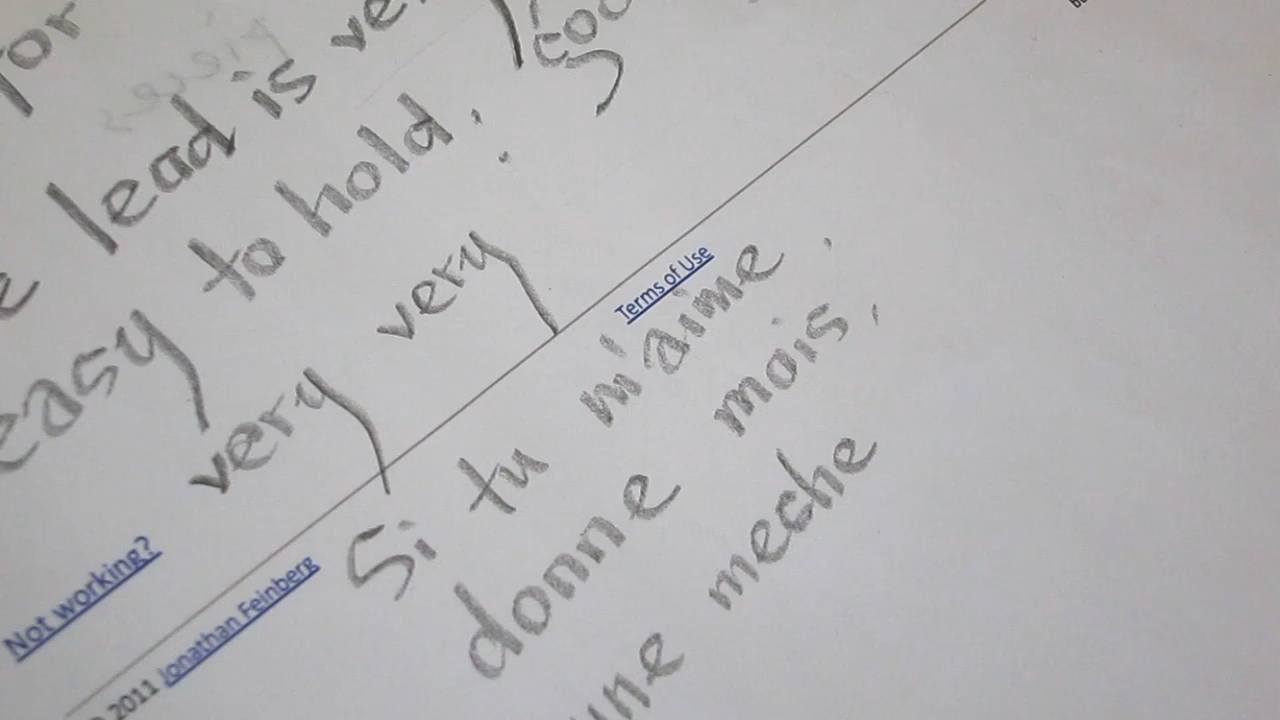 for
lead is
easy to hold.
very very
Not working?
2011 Jonathan Feinberg
Terms of Use
Si tu m'aime.
donne mois,
une meche